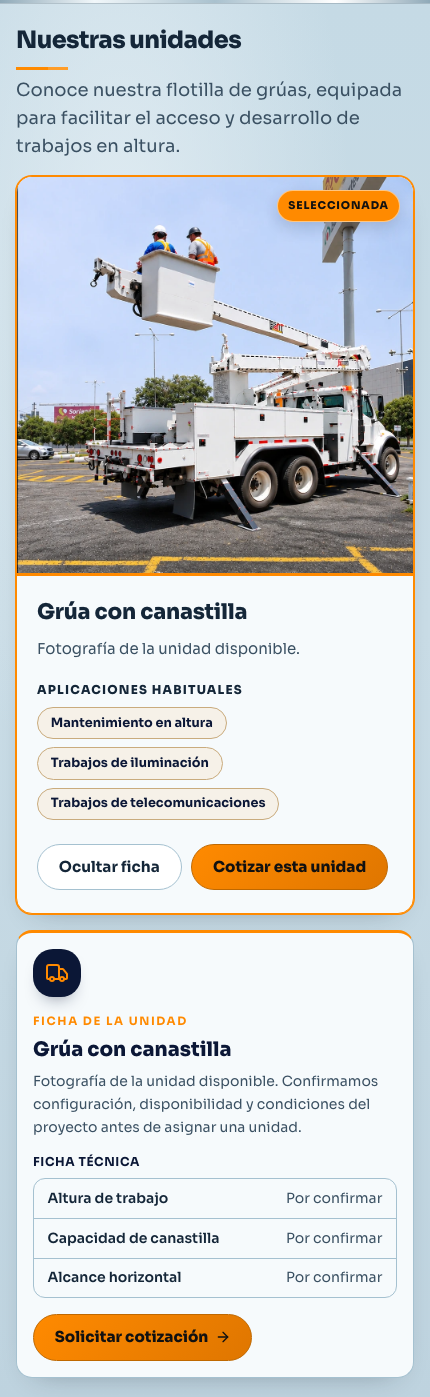 Nuestras unidades
Conoce nuestra flotilla de grúas, equipada
para facilitar el acceso y desarrollo de
trabajos en altura.
SELECCIONADA
Soriana
Grúa con canastilla
Fotografía de la unidad disponible.
APLICACIONES HABITUALES
Mantenimiento en altura
Trabajos de iluminación
Trabajos de telecomunicaciones
Ocultar ficha
Cotizar esta unidad
FICHA DE LA UNIDAD
Grúa con canastilla
Fotografía de la unidad disponible. Confirmamos
configuración, disponibilidad y condiciones del
proyecto antes de asignar una unidad.
FICHA TÉCNICA
Altura de trabajo Por confirmar
Capacidad de canastilla Por confirmar
Alcance horizontal Por confirmar
Solicitar cotización →